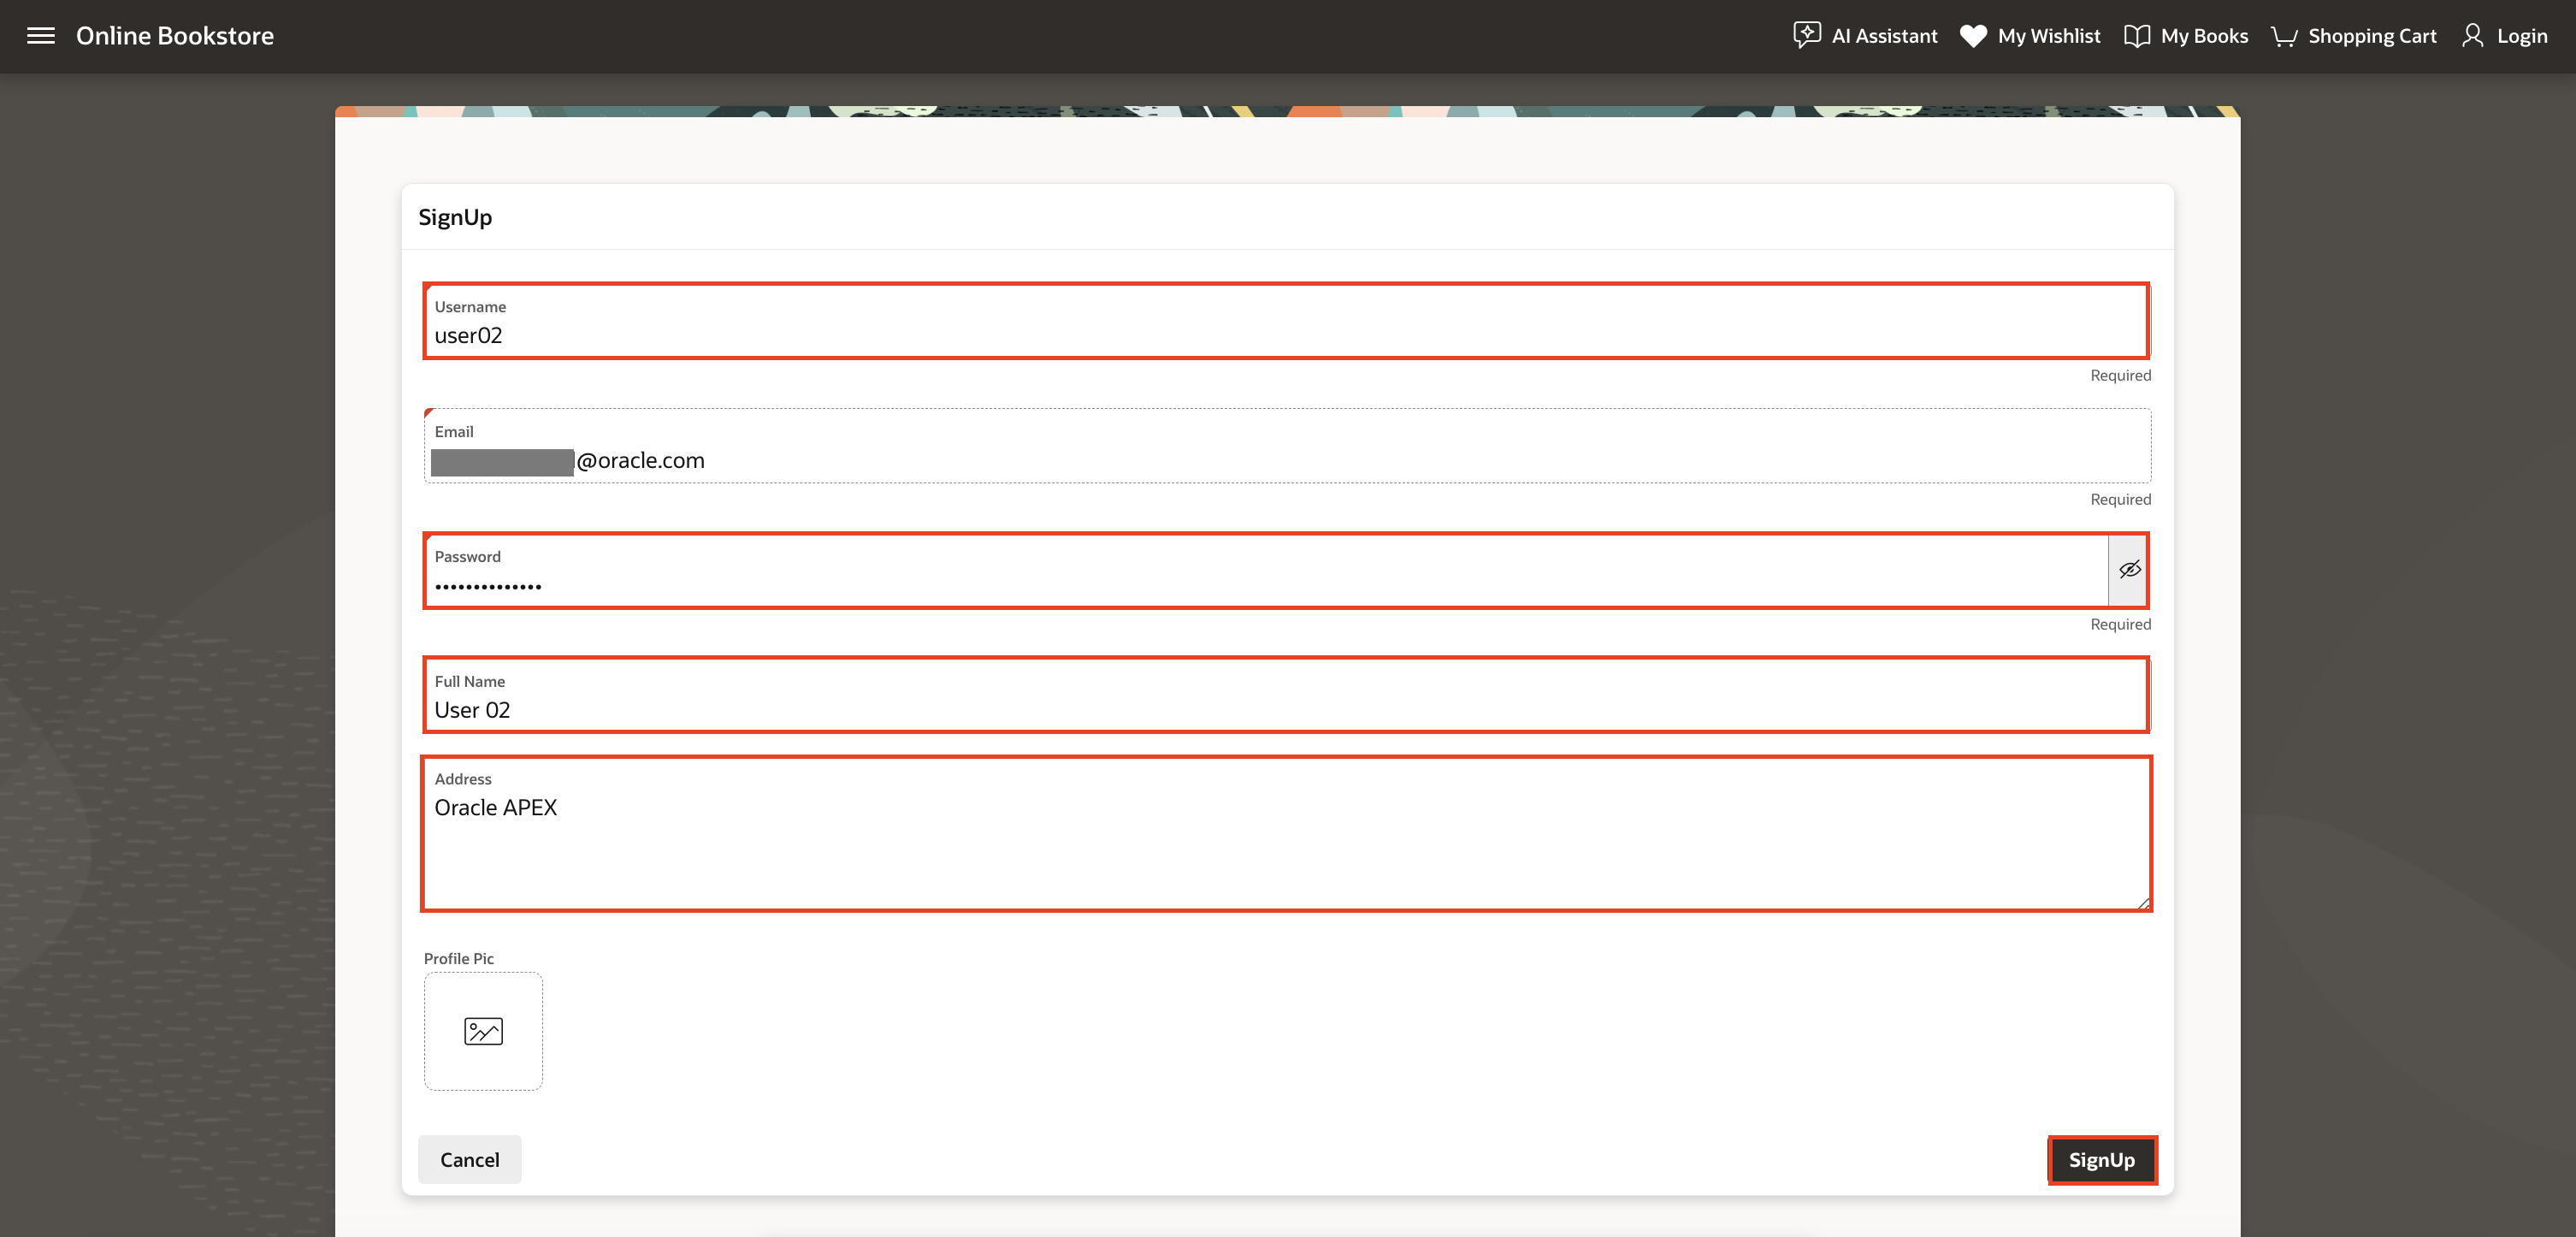 Online Bookstore
AI Assistant
My Wishlist
My Books
Shopping Cart
Login
SignUp
Username
user02
Required
Email
@oracle.com
Required
Password
••••••••••••••
Required
Full Name
User 02
Address
Oracle APEX
Profile Pic
Cancel
SignUp